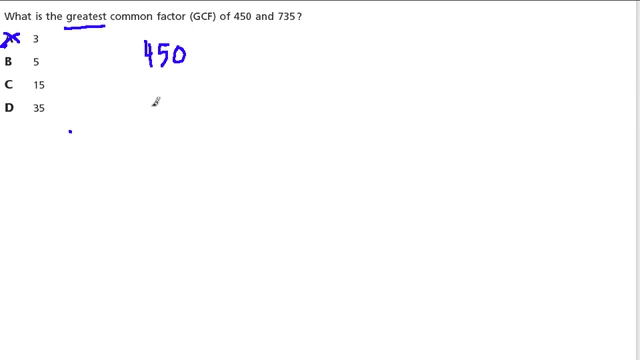 What is the greatest common factor (GCF) of 450 and 735?
A 3
450
B 5
C 15
D 35